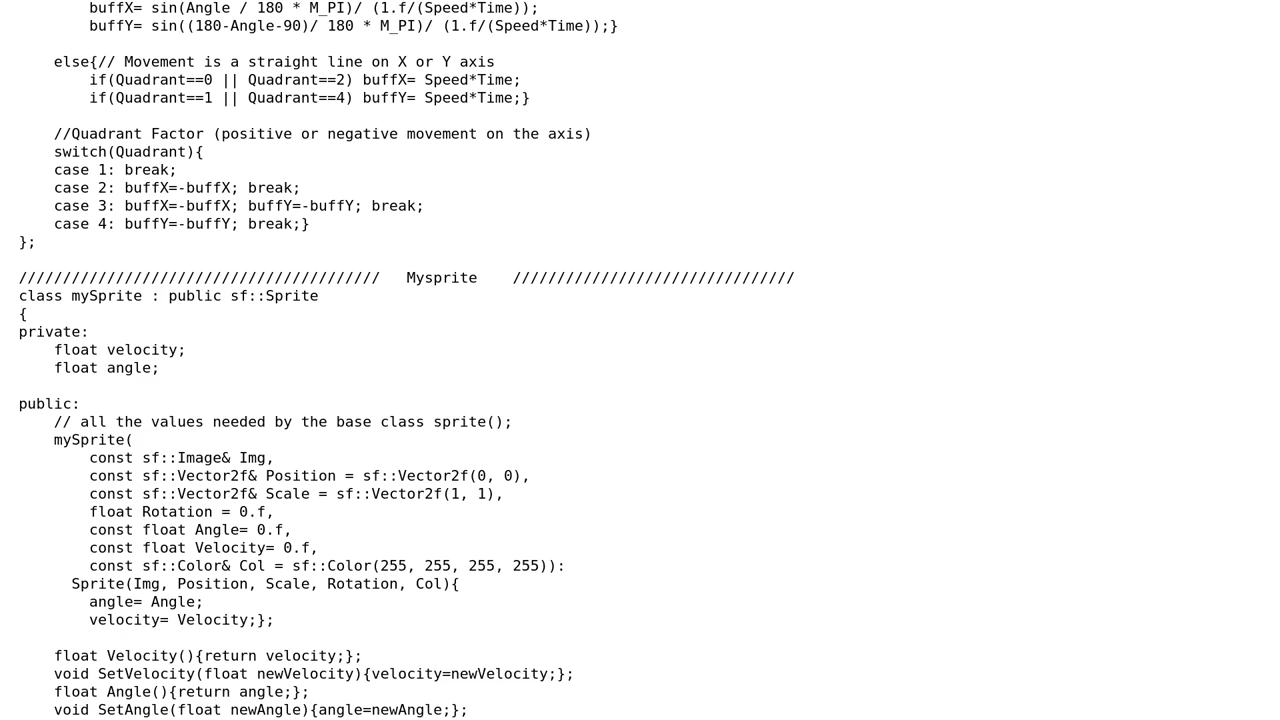 buffX= sin(Angle / 180 * M_PI)/ (1.f/(Speed*Time));
buffY= sin((180-Angle-90)/ 180 * M_PI)/ (1.f/(Speed*Time));}
else{// Movement is a straight line on X or Y axis
if(Quadrant==0 || Quadrant==2) buffX= Speed*Time;
if(Quadrant==1 || Quadrant==4) buffY= Speed*Time;}
//Quadrant Factor (positive or negative movement on the axis)
switch(Quadrant){
case 1: break;
case 2: buffX=-buffX; break;
case 3: buffX=-buffX; buffY=-buffY; break;
case 4: buffY=-buffY; break;}
};
/////////////////////////////////////////   Mysprite    ////////////////////////////////
class mySprite : public sf::Sprite
{
private:
float velocity;
float angle;
public:
// all the values needed by the base class sprite();
mySprite(
const sf::Image& Img,
const sf::Vector2f& Position = sf::Vector2f(0, 0),
const sf::Vector2f& Scale = sf::Vector2f(1, 1),
float Rotation = 0.f,
const float Angle= 0.f,
const float Velocity= 0.f,
const sf::Color& Col = sf::Color(255, 255, 255, 255)):
Sprite(Img, Position, Scale, Rotation, Col){
angle= Angle;
velocity= Velocity;};
float Velocity(){return velocity;};
void SetVelocity(float newVelocity){velocity=newVelocity;};
float Angle(){return angle;};
void SetAngle(float newAngle){angle=newAngle;};